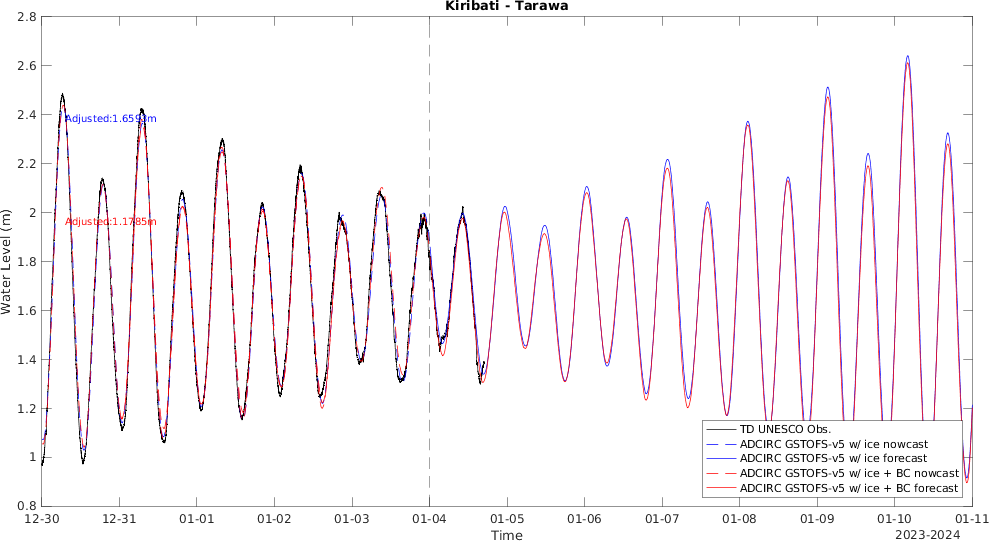 Kiribati - Tarawa
2.8
2.6
2.4
2.2
2
1.8
1.6
1.4
1.2
1
0.8
Water Level (m)
Adjusted:1.6593m
Adjusted:1.1785m
TD UNESCO Obs.
ADCIRC GSTOFS-v5 w/ ice nowcast
ADCIRC GSTOFS-v5 w/ ice forecast
ADCIRC GSTOFS-v5 w/ ice + BC nowcast
ADCIRC GSTOFS-v5 w/ ice + BC forecast
12-30 12-31 01-01 01-02 01-03 01-04 01-05 01-06 01-07 01-08 01-09 01-10 01-11
Time
2023-2024